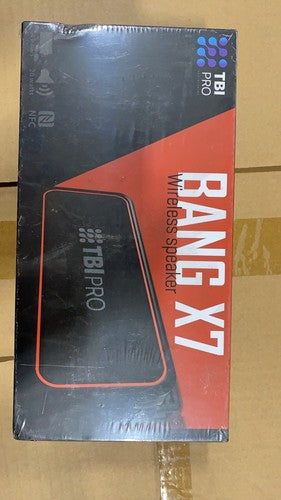 TBI
PRO
BANG X7
Wireless speaker
TBI PRO
NFC